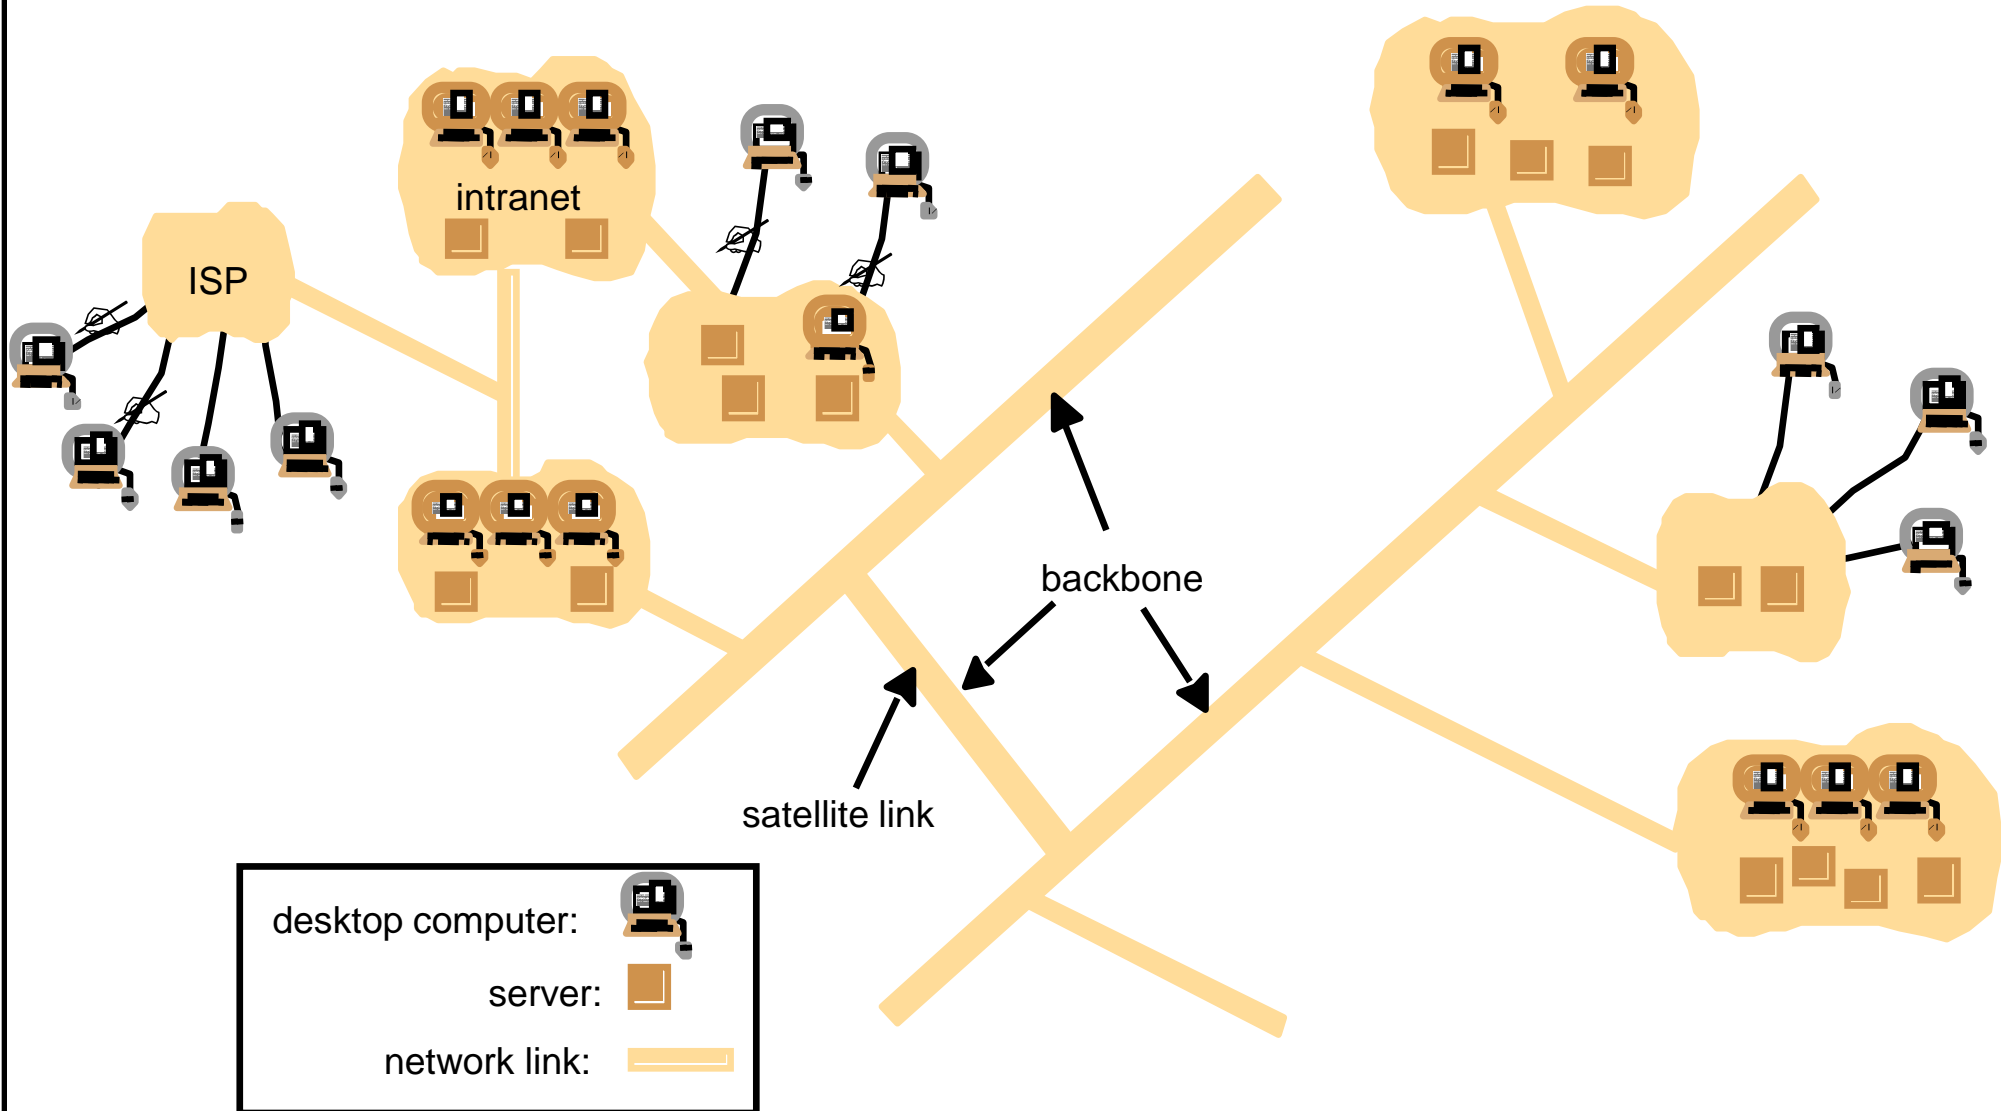 intranet
ISP
backbone
satellite link
desktop computer:
server:
network link: